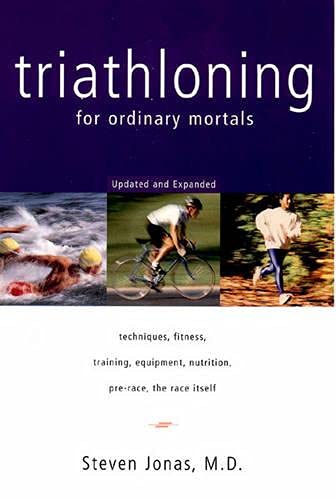 triathloning
for ordinary mortals
Updated and Expanded
techniques, fitness,
training, equipment, nutrition,
pre-race, the race itself
Steven Jonas, M.D.